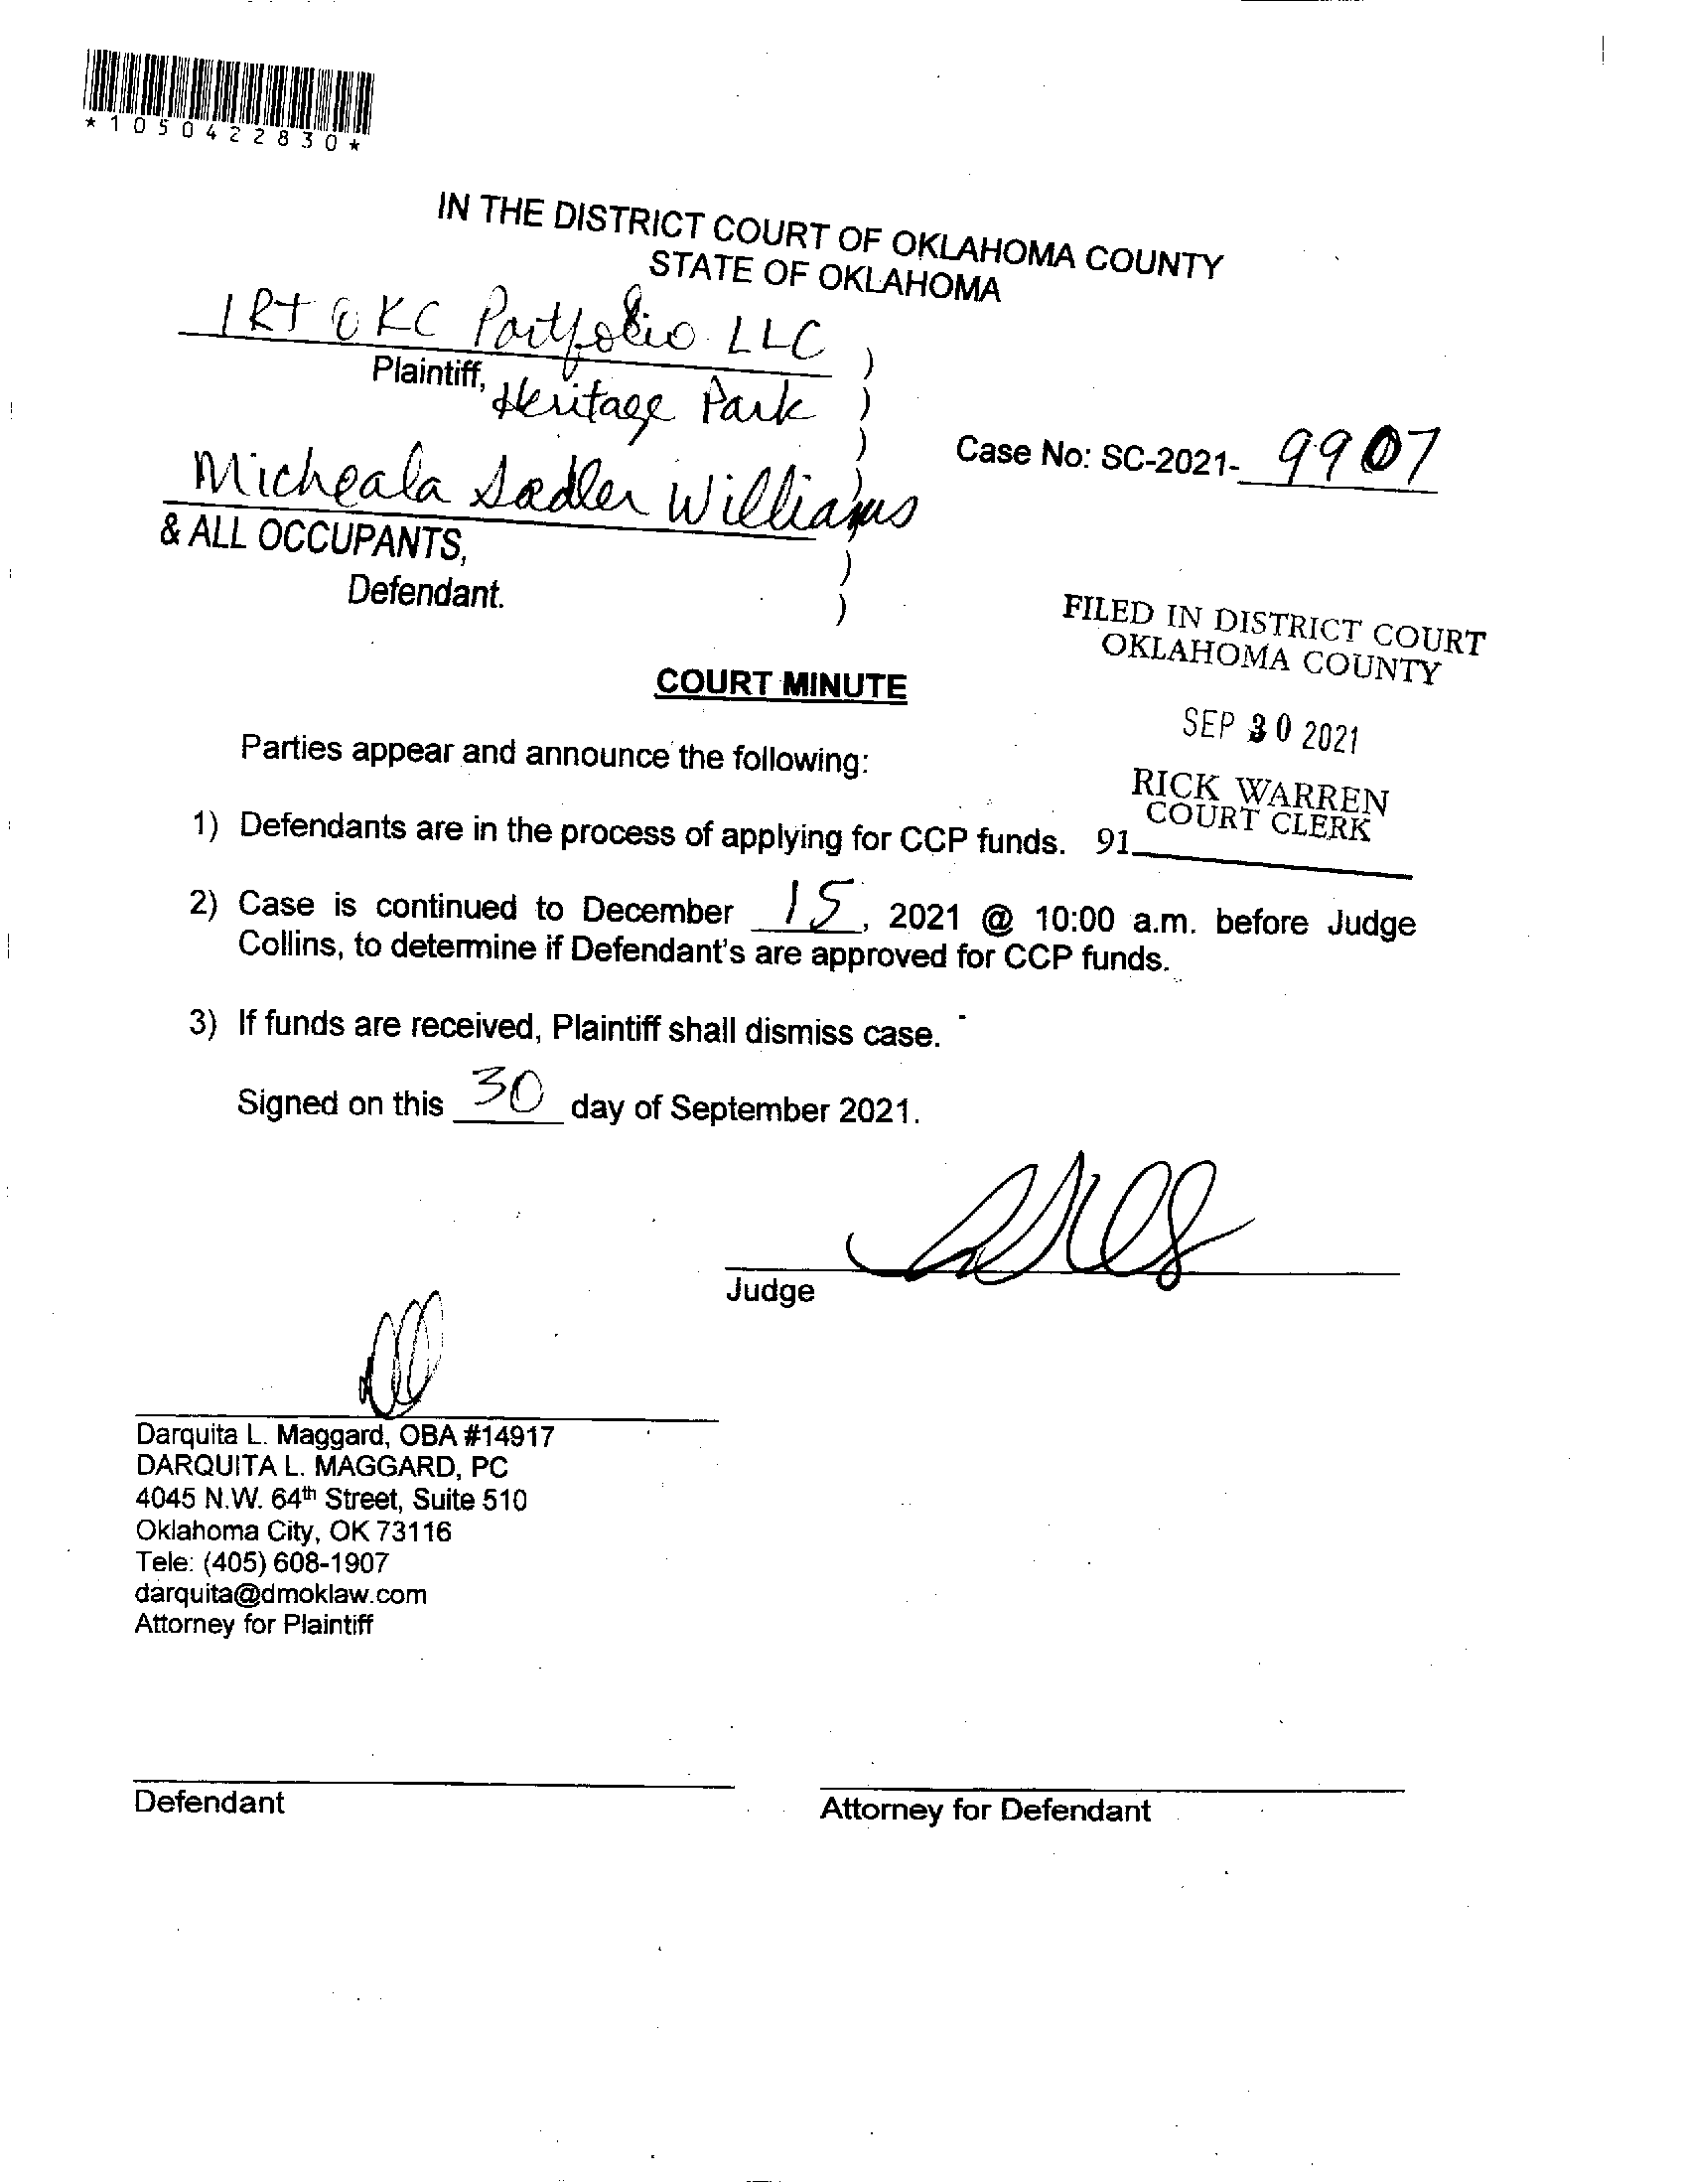 *1050422830*
IN THE DISTRICT COURT OF OKLAHOMA COUNTY
STATE OF OKLAHOMA
IRT OKC Portfolio LLC )
Plaintiff, Heritage Park )
)
Case No: SC-2021- 9907
Micheala Sadler Williams )
& ALL OCCUPANTS, )
Defendant. )
FILED IN DISTRICT COURT
OKLAHOMA COUNTY
SEP 30 2021
RICK WARREN
COURT CLERK
91
COURT MINUTE
Parties appear and announce the following:
1) Defendants are in the process of applying for CCP funds.
2) Case is continued to December 15, 2021 @ 10:00 a.m. before Judge
Collins, to determine if Defendant's are approved for CCP funds.
3) If funds are received, Plaintiff shall dismiss case.
Signed on this 30 day of September 2021.
Judge
Darquita L. Maggard, OBA #14917
DARQUITA L. MAGGARD, PC
4045 N.W. 64th Street, Suite 510
Oklahoma City, OK 73116
Tele: (405) 608-1907
darquita@dmoklaw.com
Attorney for Plaintiff
Defendant
Attorney for Defendant